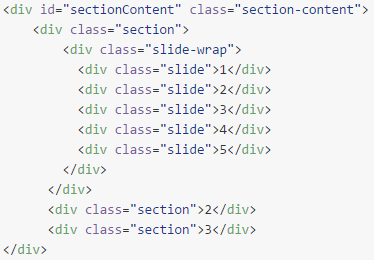 <div id="sectionContent" class="section-content">
    <div class="section">
        <div class="slide-wrap">
          <div class="slide">1</div>
          <div class="slide">2</div>
          <div class="slide">3</div>
          <div class="slide">4</div>
          <div class="slide">5</div>
        </div>
      </div>
      <div class="section">2</div>
      <div class="section">3</div>
</div>